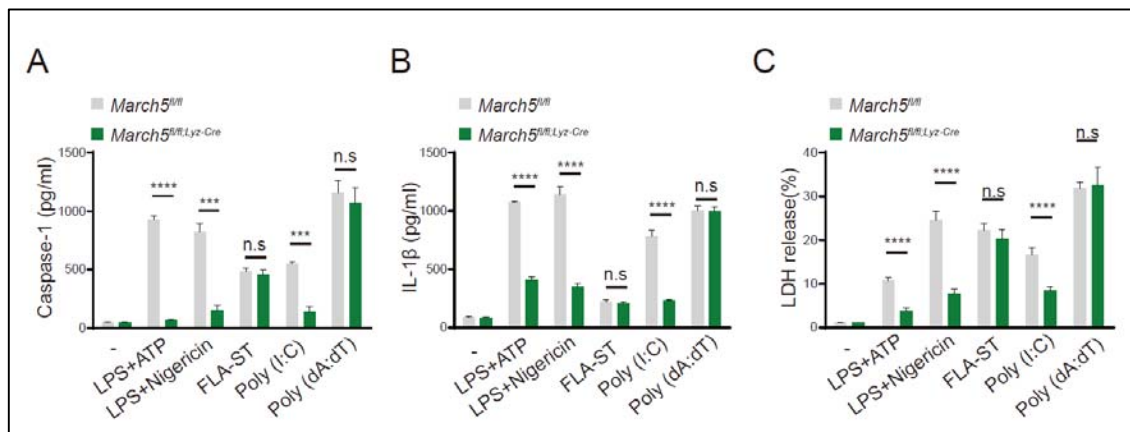 A
March5fl/fl
March5fl/fl;Lyz-Cre
Caspase-1 (pg/ml)
1500
1000
500
0
****
***
n.s
***
n.s
-
LPS+ATP
LPS+Nigericin
FLA-ST
Poly (I:C)
Poly (dA:dT)
B
March5fl/fl
March5fl/fl;Lyz-Cre
IL-1β (pg/ml)
1500
1000
500
0
****
****
n.s
****
n.s
-
LPS+ATP
LPS+Nigericin
FLA-ST
Poly (I:C)
Poly (dA:dT)
C
March5fl/fl
March5fl/fl;Lyz-Cre
LDH release(%)
40
30
20
10
0
****
****
n.s
****
n.s
-
LPS+ATP
LPS+Nigericin
FLA-ST
Poly (I:C)
Poly (dA:dT)